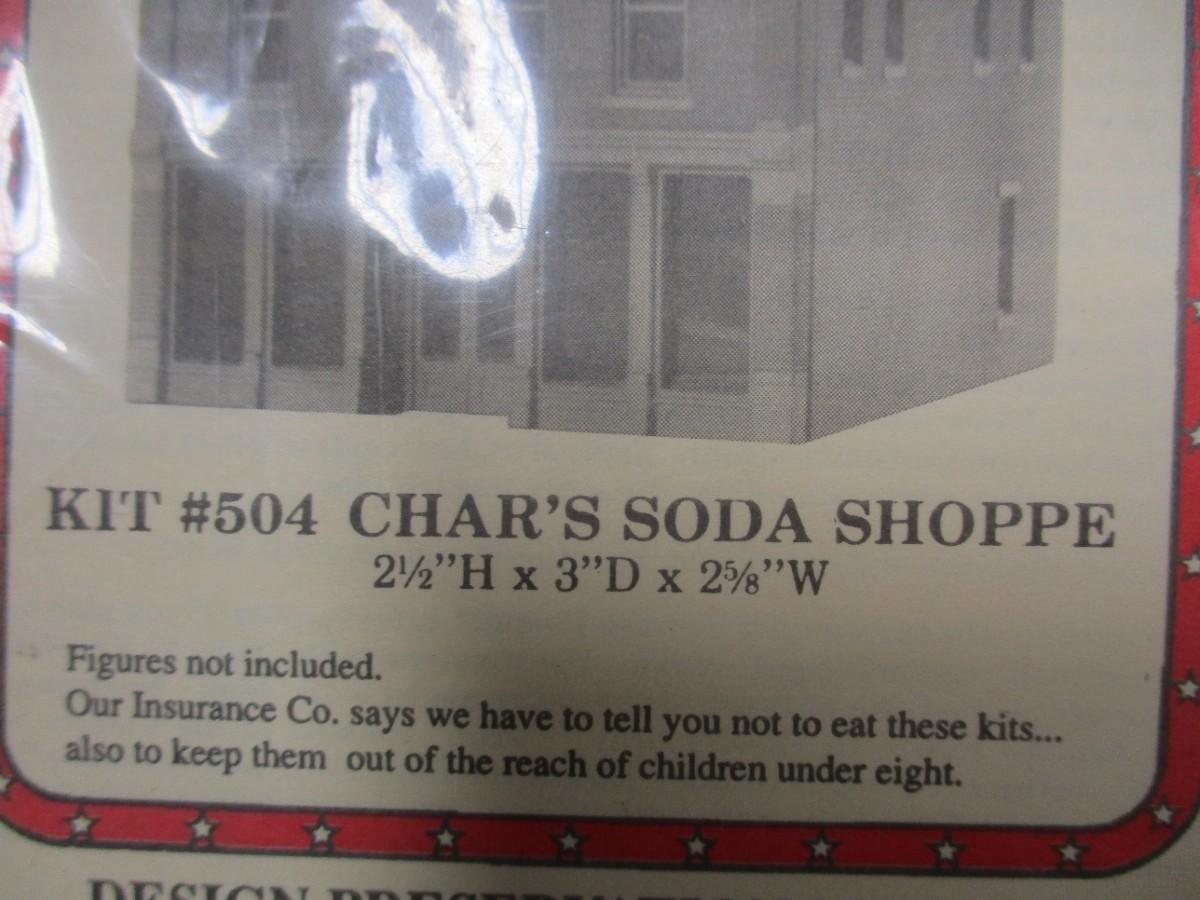 KIT #504 CHAR'S SODA SHOPPE
2½"H x 3"D x 2⅝"W
Figures not included.
Our Insurance Co. says we have to tell you not to eat these kits...
also to keep them out of the reach of children under eight.
DESIGN